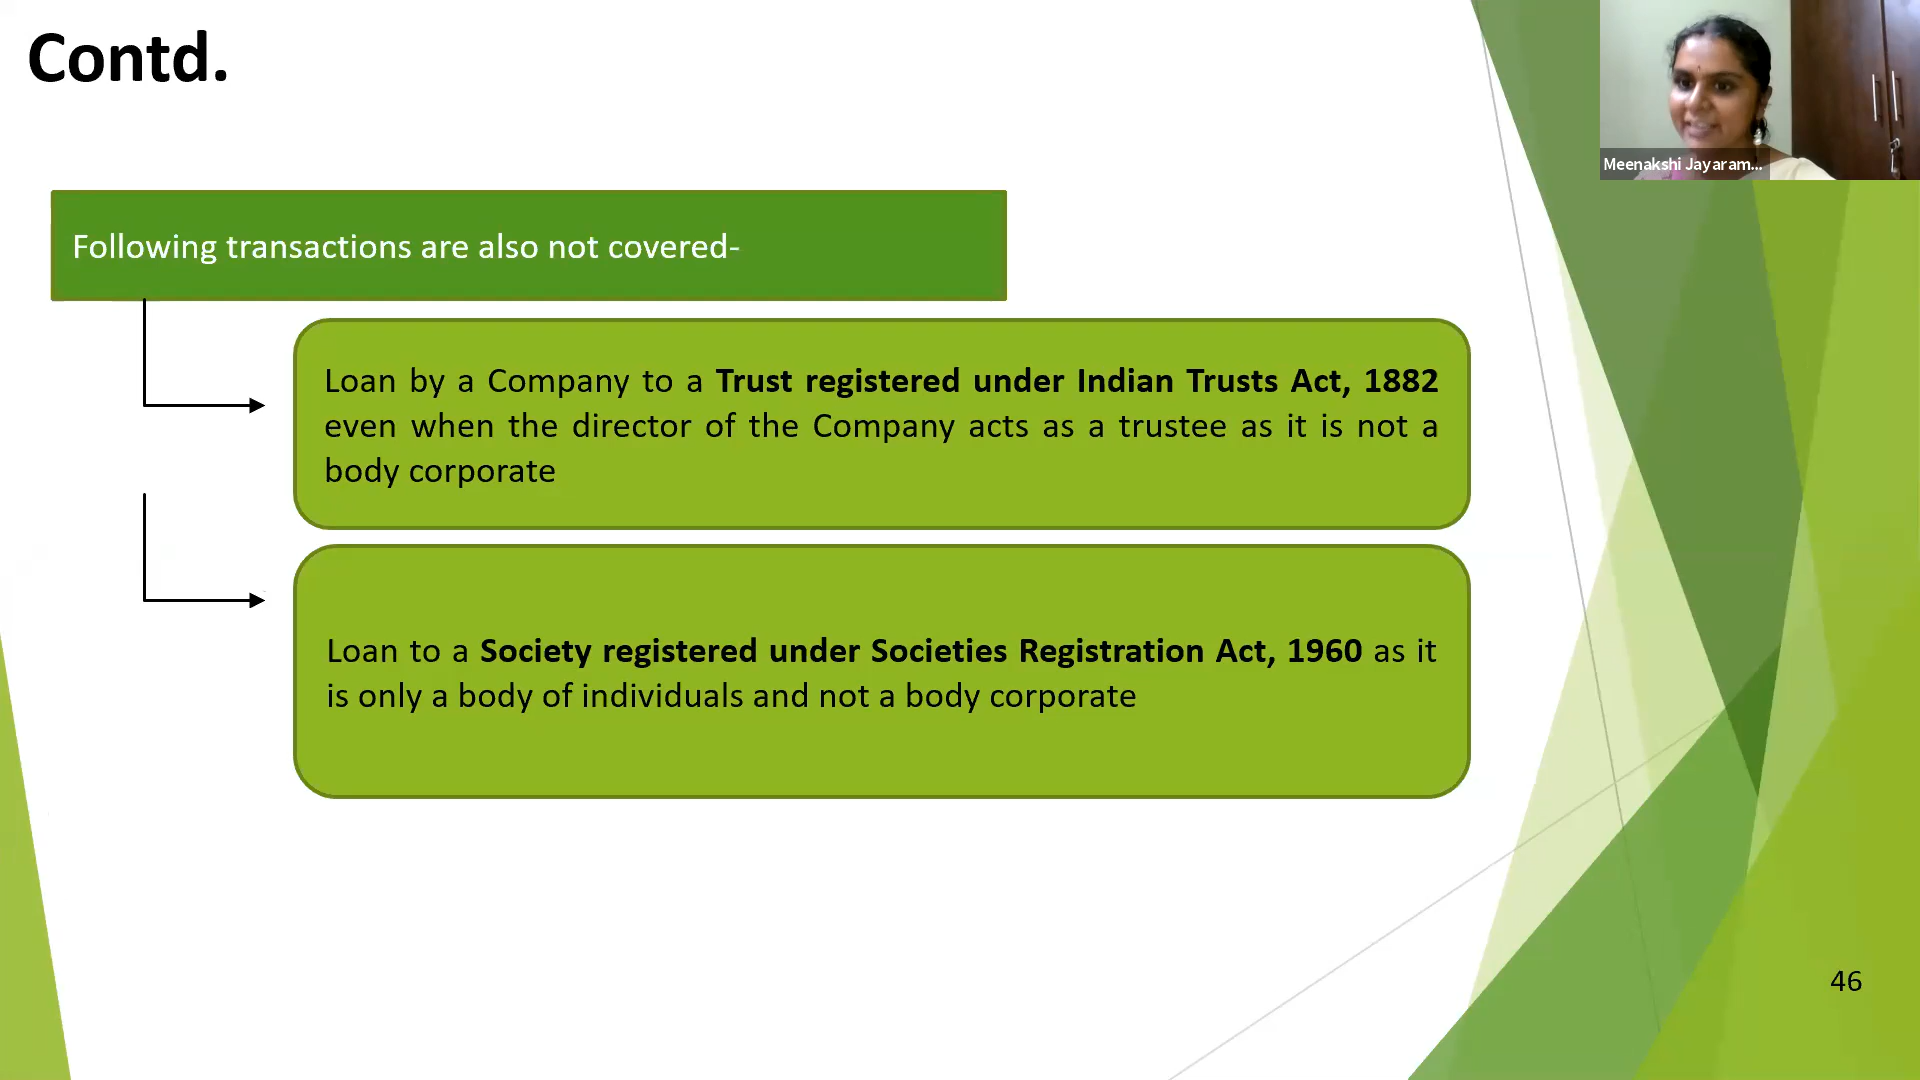 Contd.
Meenakshi Jayaram...
Following transactions are also not covered-
Loan by a Company to a Trust registered under Indian Trusts Act, 1882
even when the director of the Company acts as a trustee as it is not a
body corporate
Loan to a Society registered under Societies Registration Act, 1960 as it
is only a body of individuals and not a body corporate
46